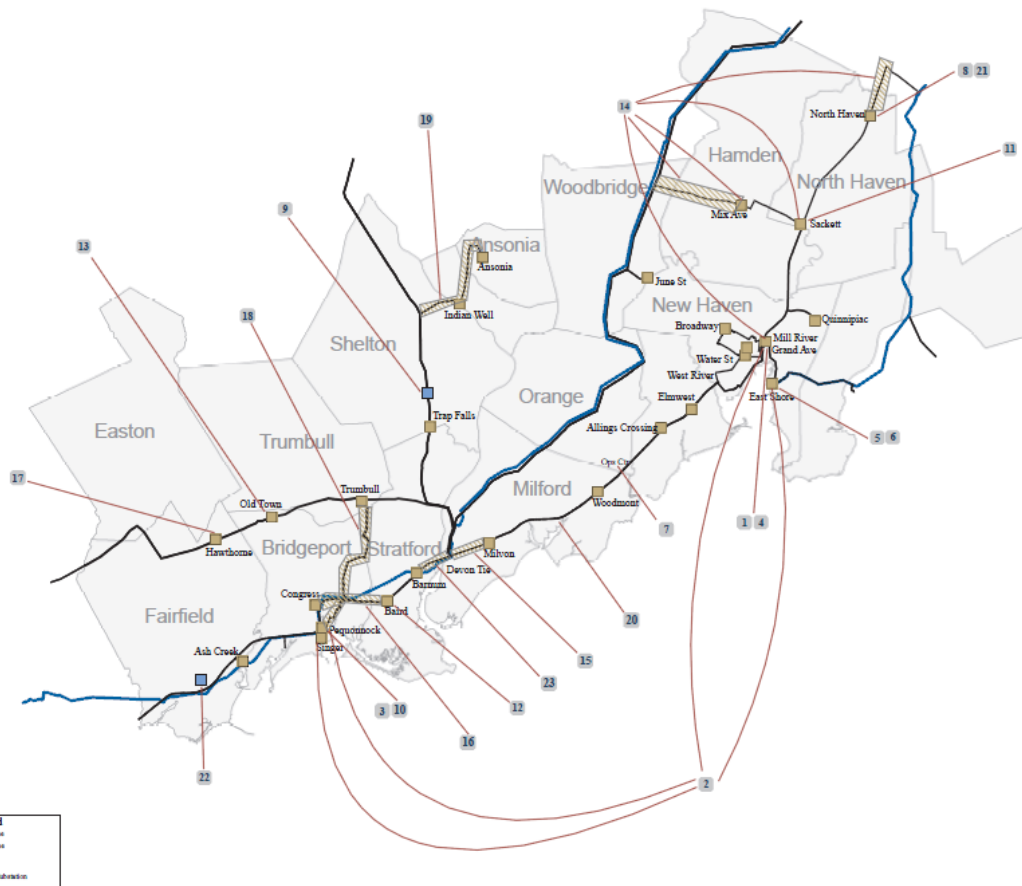 8 21
14
North Haven
19
Hamden
11
Woodbridge
North Haven
9
Mix Ave
Sackett
13
Ansonia
Ansonia
June St
18
Indian Well
New Haven
Quinnipiac
Broadway
Mill River
Shelton
Grand Ave
Water St
West River
Orange
East Shore
Elmwest
Trap Falls
Allings Crossing
5 6
Easton
Trumbull
Ops Ctr
17
Trumbull
Milford
Old Town
Woodmont
1 4
7
Hawthorne
Bridgeport
Stratford
Milvon
Devon Tie
Barnum
Congress
Baird
Fairfield
20
Pequonnock
Singer
Ash Creek
15
23
3 10
12
16
22
2